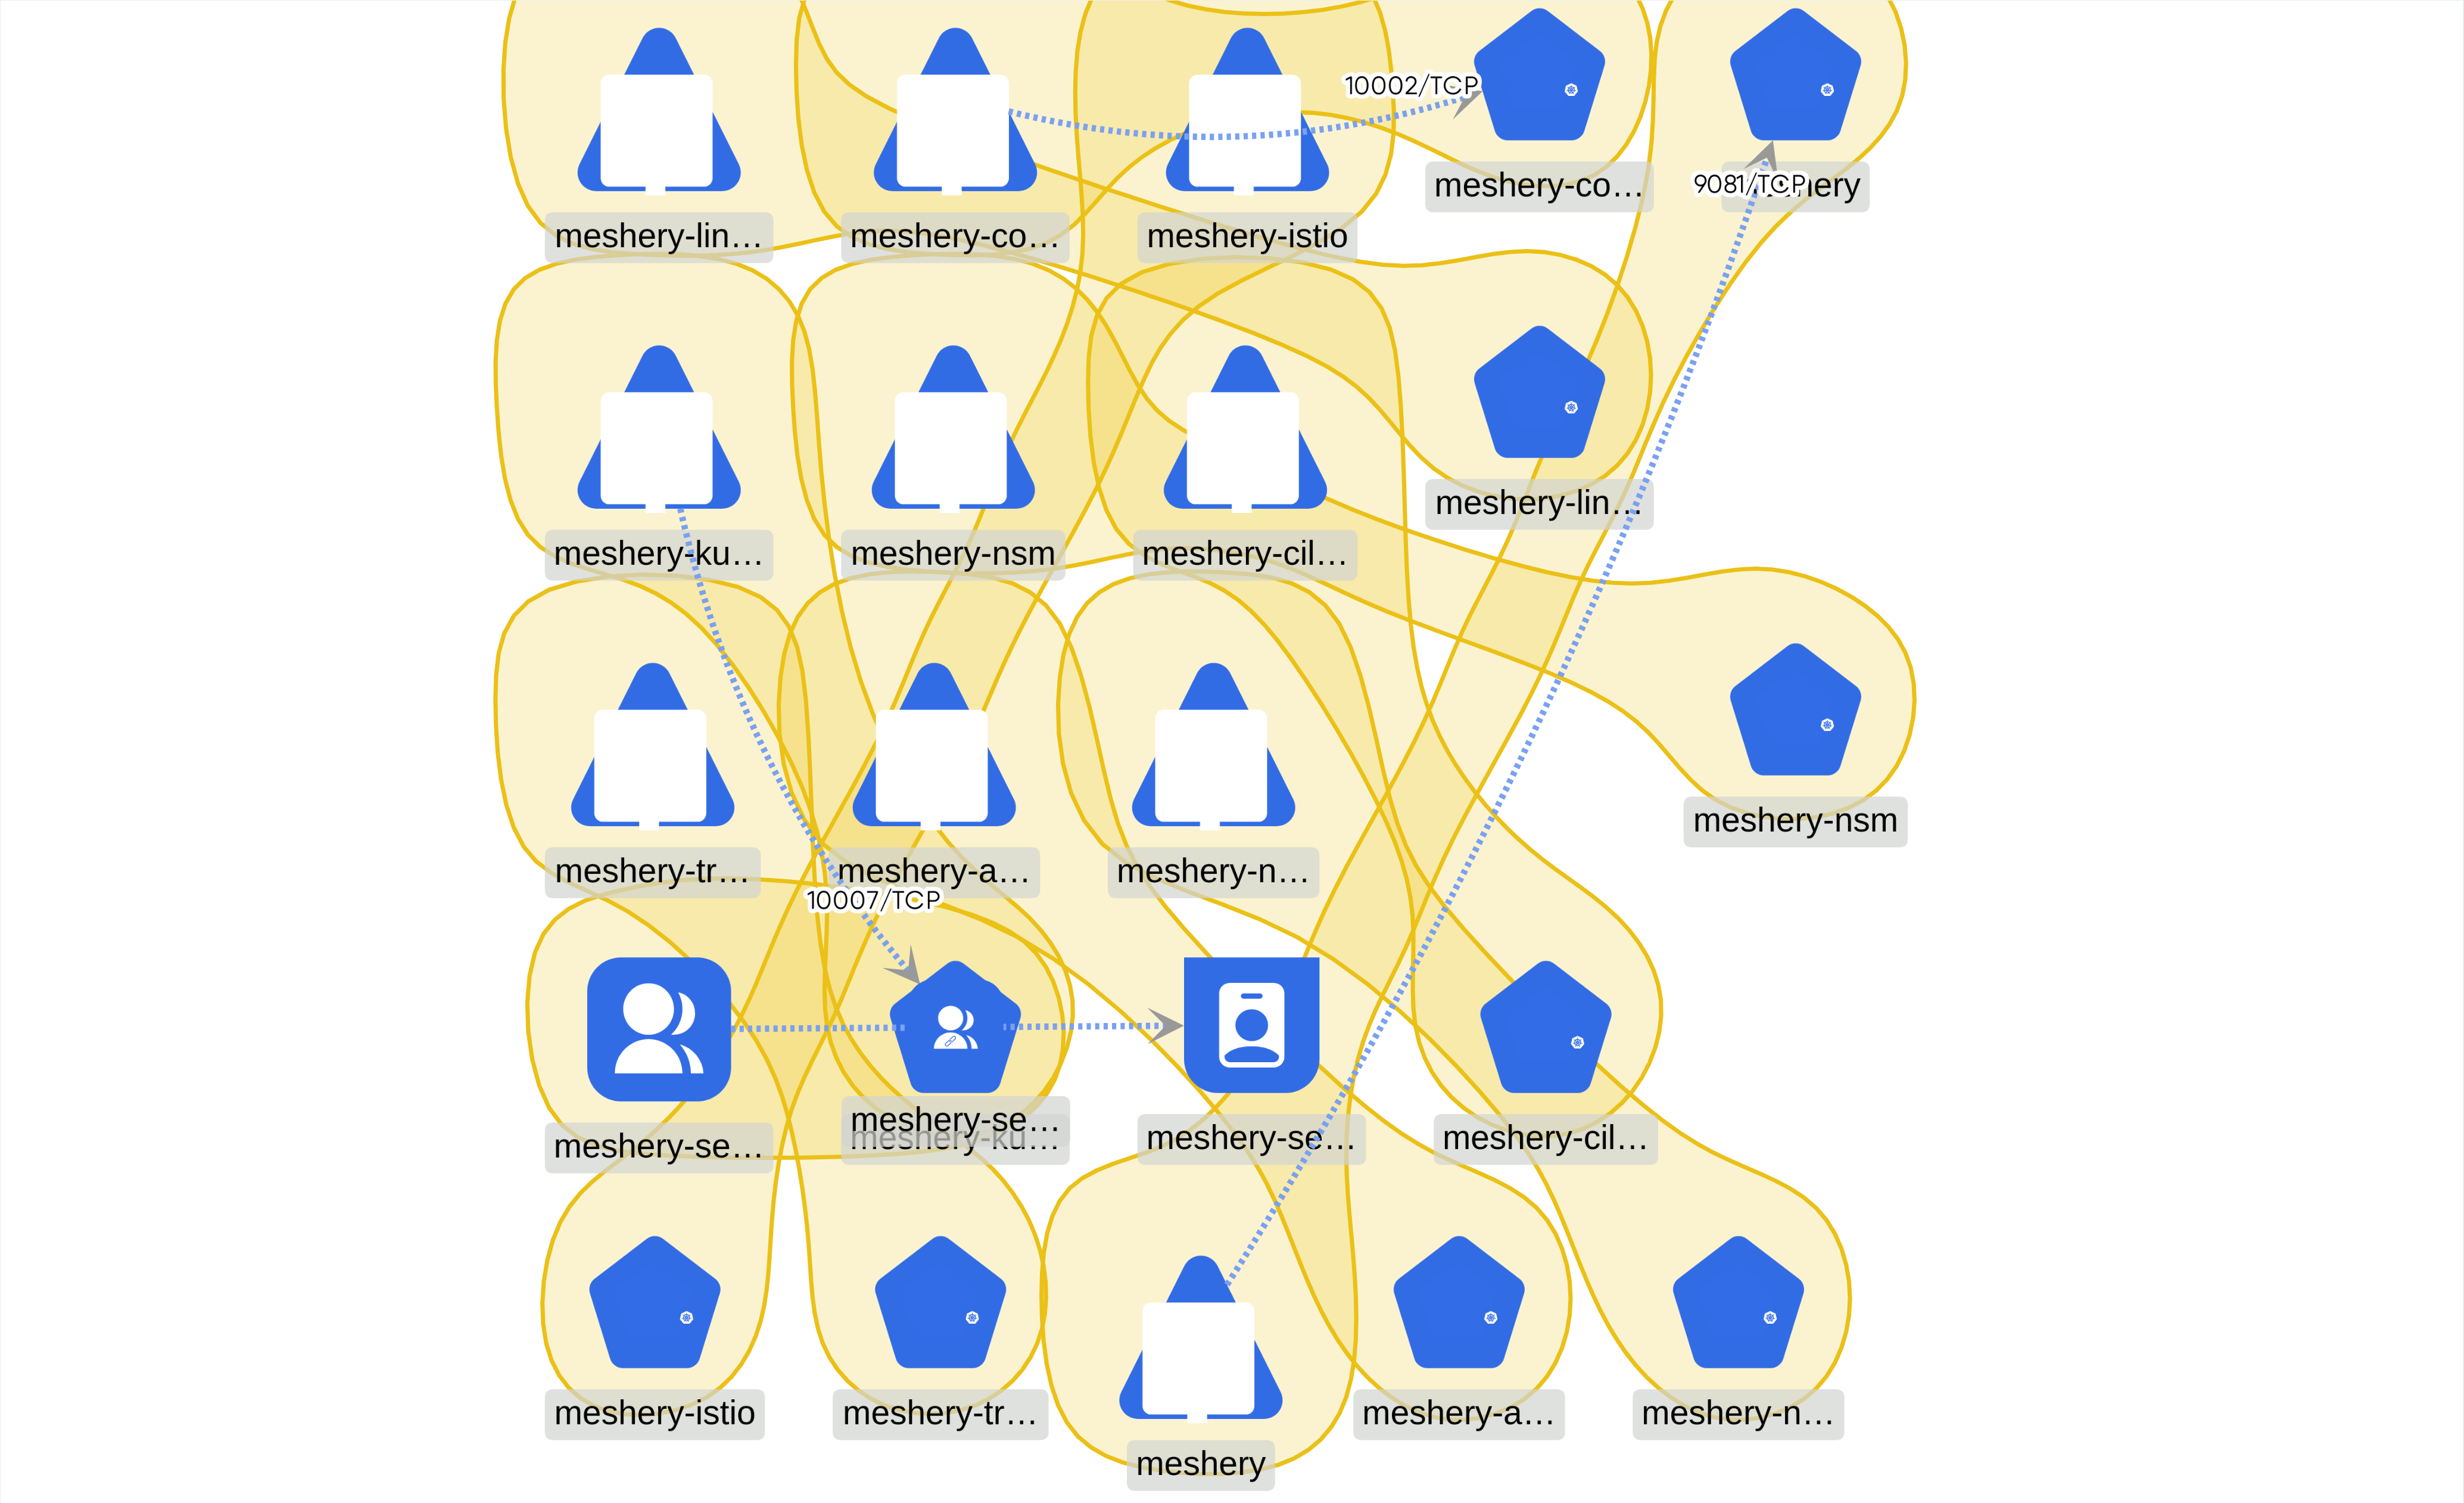 10002/TCP
meshery-co…
9081/TCP
meshery-lin…
meshery-co…
meshery-istio
meshery-lin…
meshery-ku…
meshery-nsm
meshery-cil…
meshery-nsm
meshery-tr…
meshery-a…
meshery-n…
10007/TCP
meshery-se…
meshery-se…
meshery-ku…
meshery-se…
meshery-cil…
meshery-istio
meshery-tr…
meshery-a…
meshery-n…
meshery